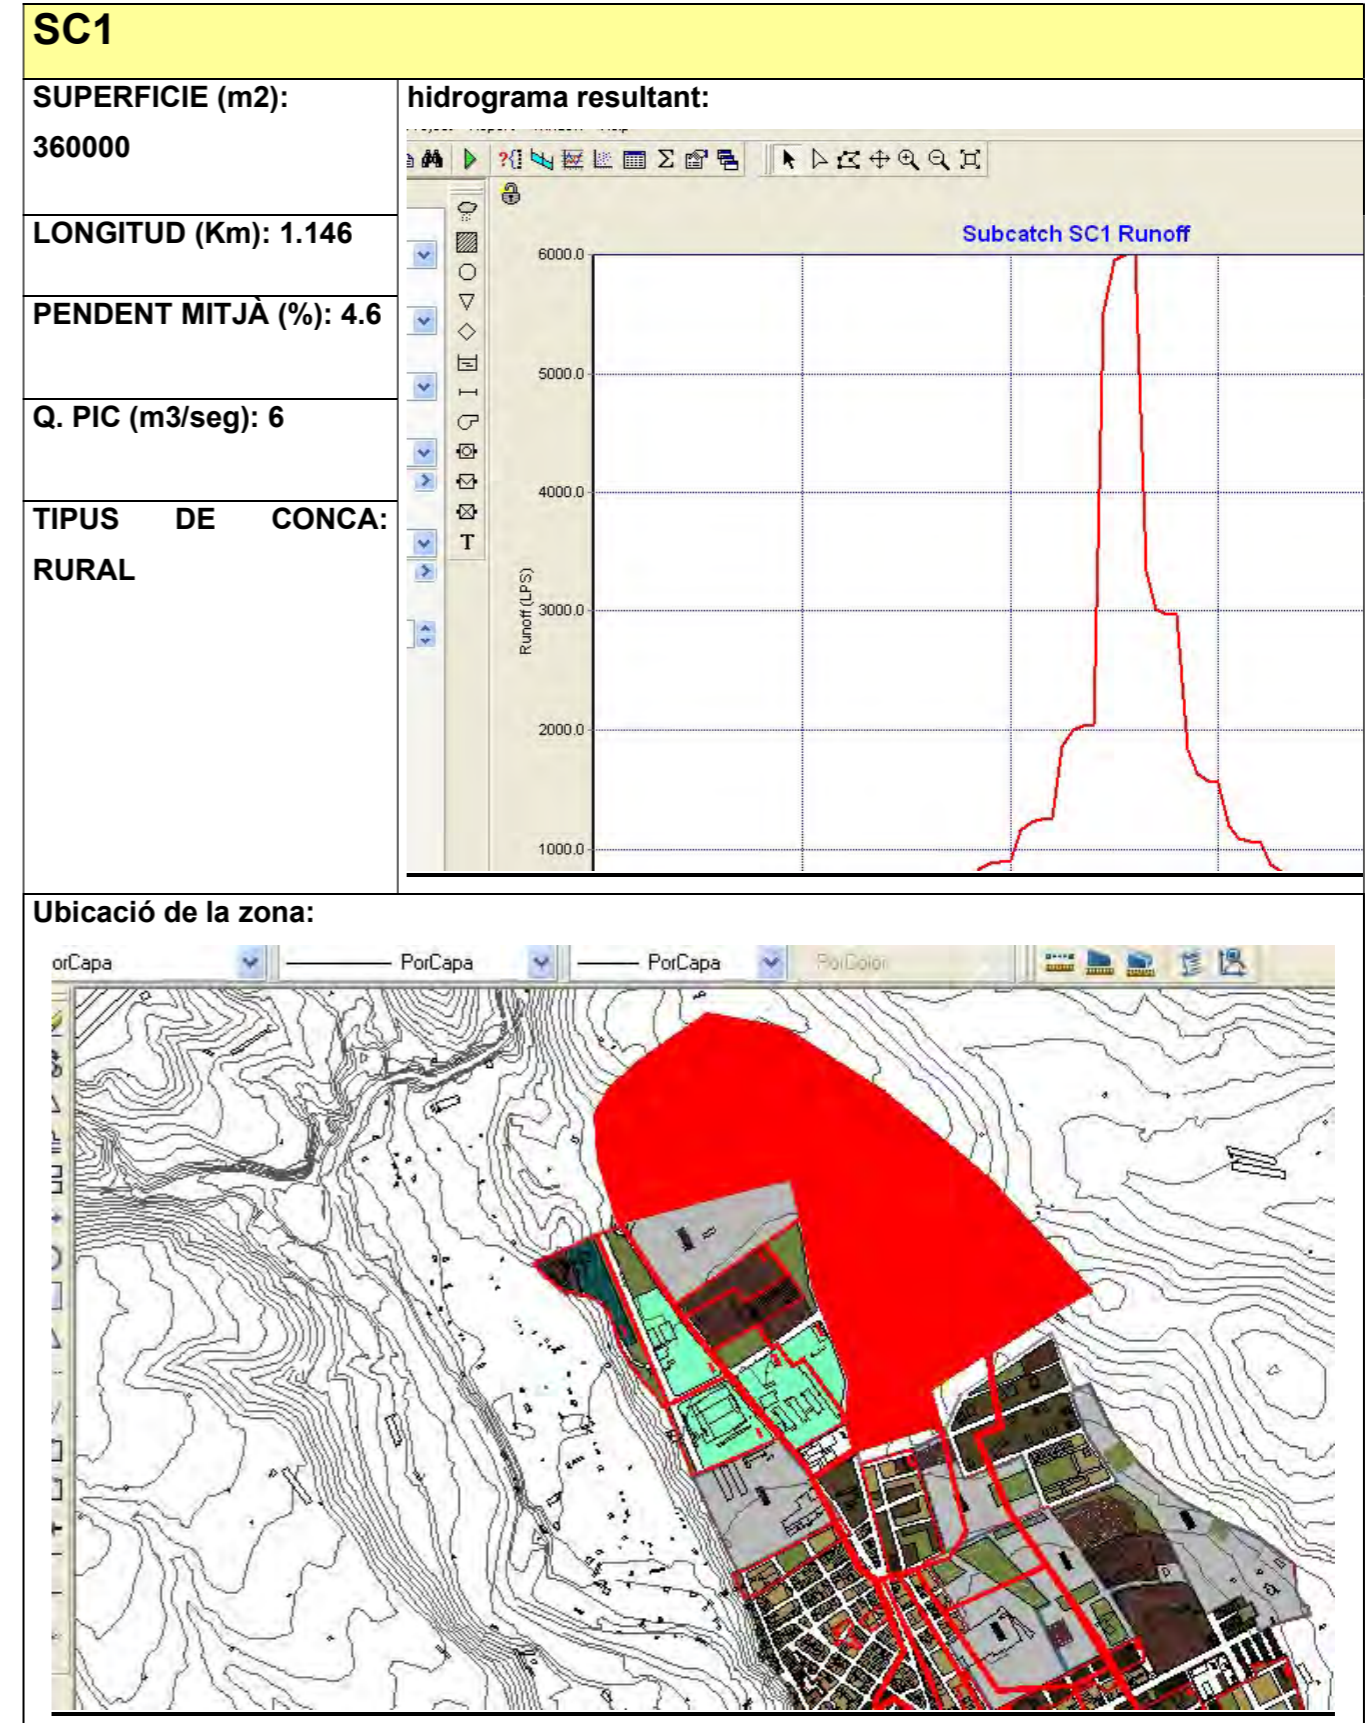 SC1
SUPERFICIE (m2):
360000
LONGITUD (Km): 1.146
PENDENT MITJÀ (%): 4.6
Q. PIC (m3/seg): 6
TIPUS DE CONCA:
RURAL
hidrograma resultant:
Subcatch SC1 Runoff
6000.0
5000.0
4000.0
3000.0
2000.0
1000.0
Runoff (LPS)
T
Ubicació de la zona:
orCapa
PorCapa
PorCapa
PorColor